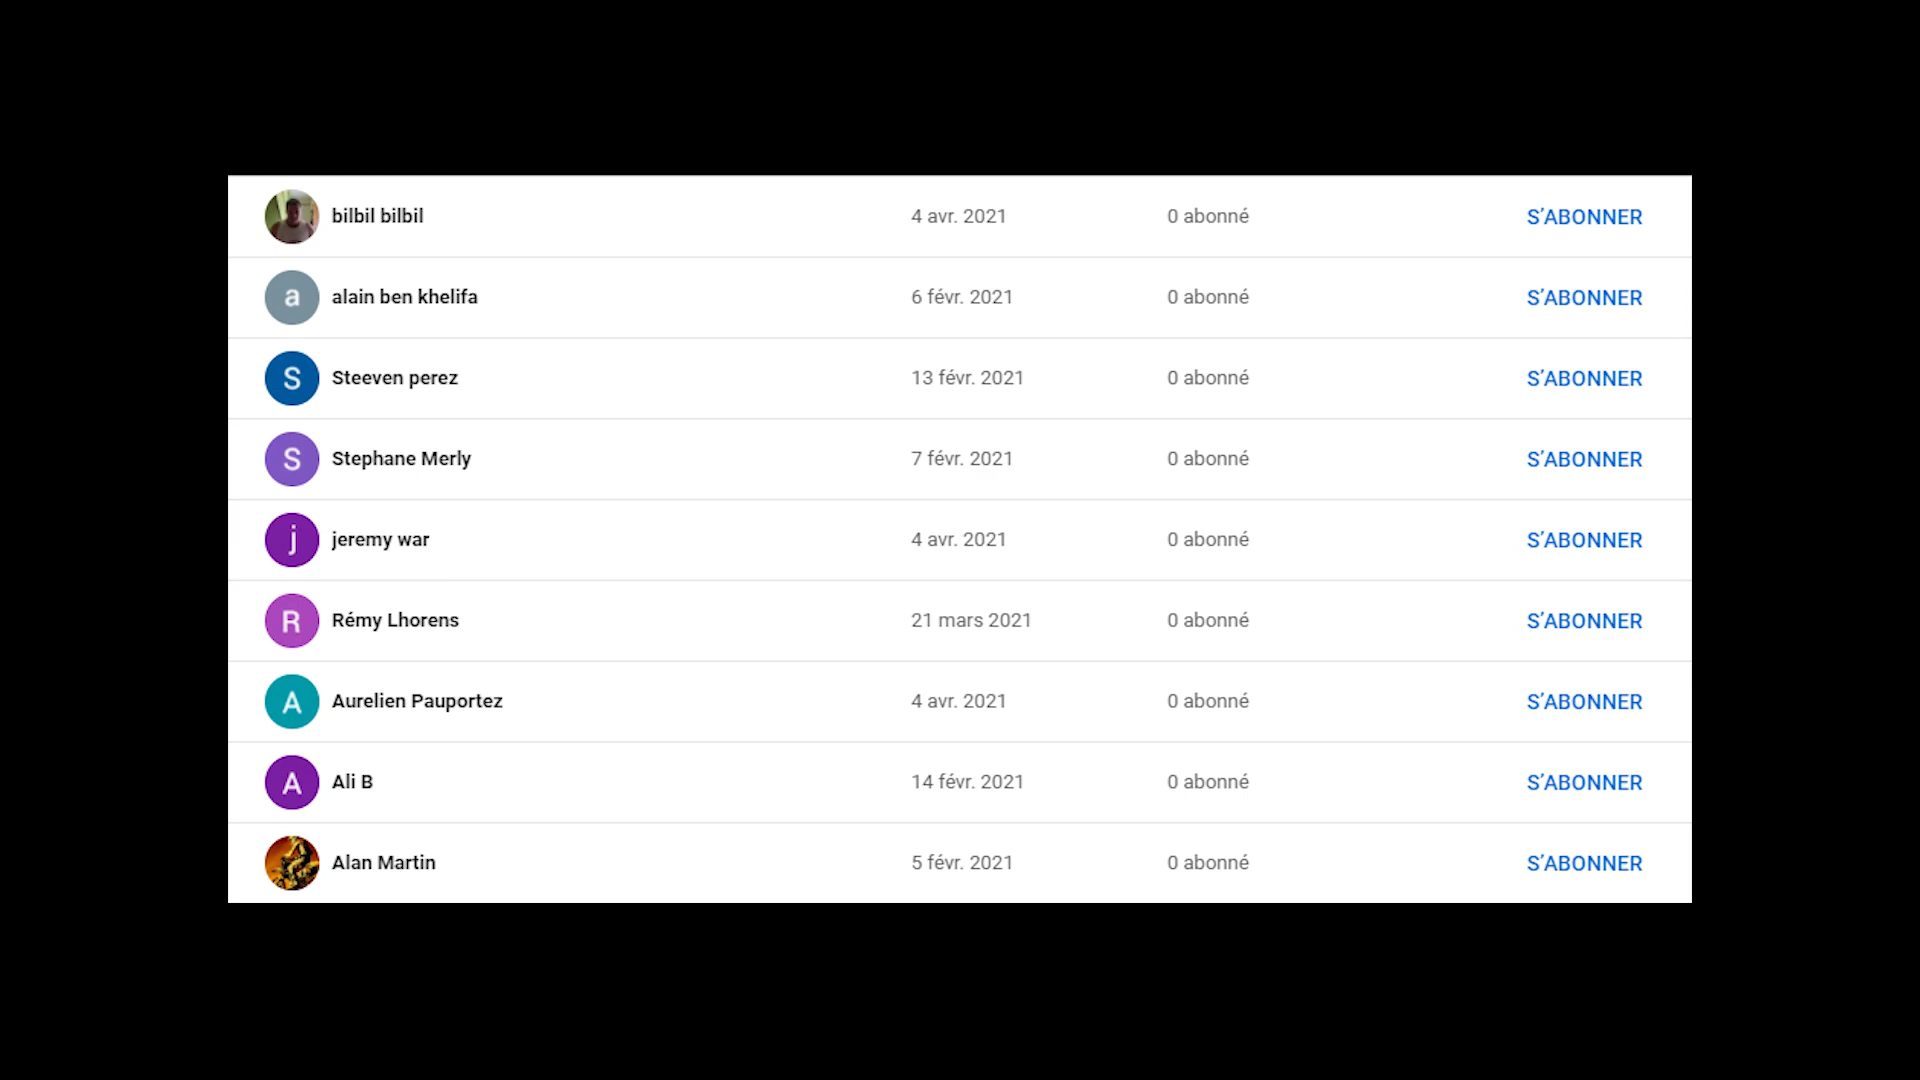 bilbil bilbil 4 avr. 2021 0 abonné S'ABONNER
a alain ben khelifa 6 févr. 2021 0 abonné S'ABONNER
S Steeven perez 13 févr. 2021 0 abonné S'ABONNER
S Stephane Merly 7 févr. 2021 0 abonné S'ABONNER
j jeremy war 4 avr. 2021 0 abonné S'ABONNER
R Rémy Lhorens 21 mars 2021 0 abonné S'ABONNER
A Aurelien Pauportez 4 avr. 2021 0 abonné S'ABONNER
A Ali B 14 févr. 2021 0 abonné S'ABONNER
Alan Martin 5 févr. 2021 0 abonné S'ABONNER